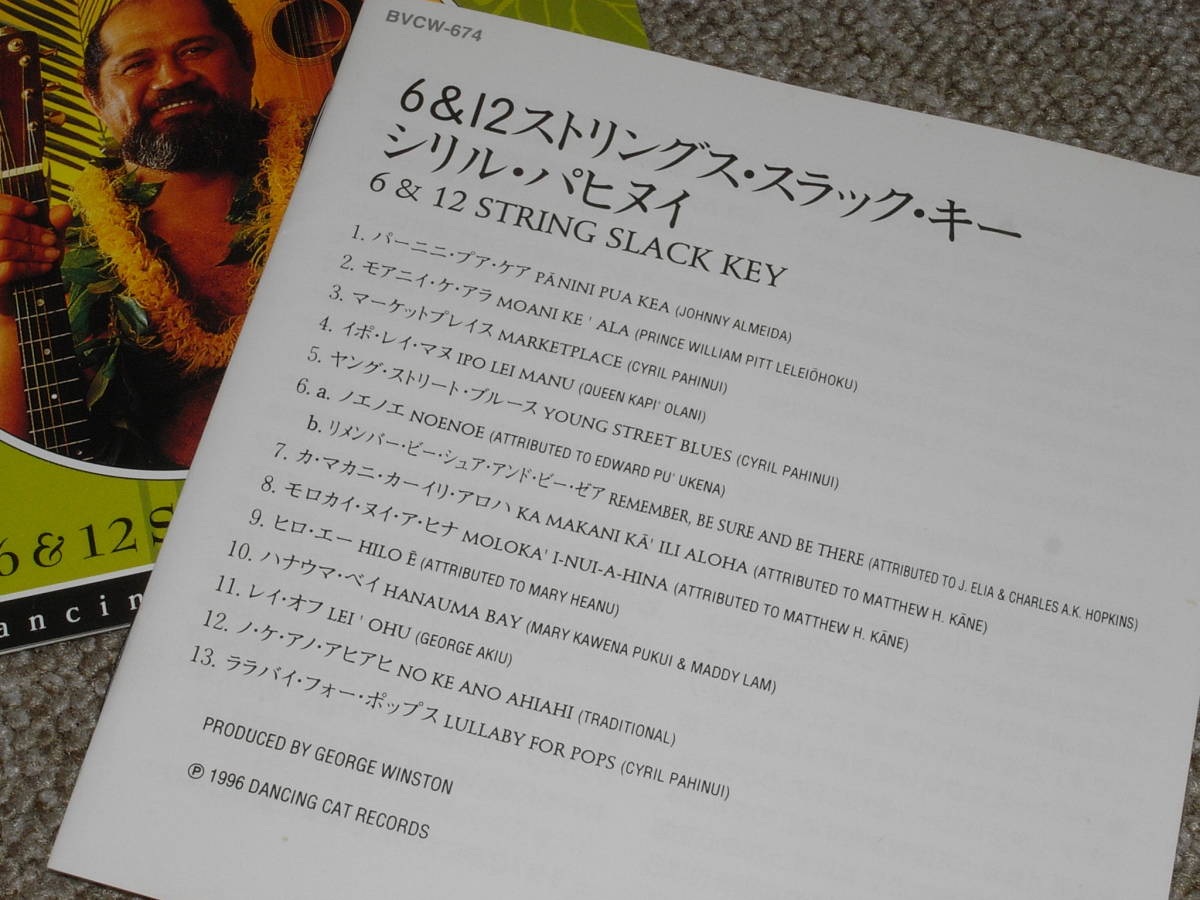 BVCW-674
6&12ストリングス・スラック・キー
シリル・パヒヌイ
6 & 12 STRING SLACK KEY
1. パーニニ・プア・ケア PĀNINI PUA KEA (JOHNNY ALMEIDA)
2. モアニイ・ケ・アラ MOANI KE ' ALA (PRINCE WILLIAM PITT LELEIŌHOKU)
3. マーケットプレイス MARKETPLACE (CYRIL PAHINUI)
4. イポ・レイ・マヌ IPO LEI MANU (QUEEN KAPI' OLANI)
5. ヤング・ストリート・ブルース YOUNG STREET BLUES (CYRIL PAHINUI)
6. a. ノエノエ NOENOE (ATTRIBUTED TO EDWARD PU' UKENA)
b. リメンバー・ビー・シュア・アンド・ビー・ゼア REMEMBER, BE SURE AND BE THERE (ATTRIBUTED TO J. ELIA & CHARLES A.K. HOPKINS)
7. カ・マカニ・カーイリ・アロハ KA MAKANI KĀ' ILI ALOHA (ATTRIBUTED TO MATTHEW H. KĀNE)
8. モロカイ・ヌイ・ア・ヒナ MOLOKA' I-NUI-A-HINA (ATTRIBUTED TO MATTHEW H. KĀNE)
9. ヒロ・エー HILO Ē (ATTRIBUTED TO MARY HEANU)
10. ハナウマ・ベイ HANAUMA BAY (MARY KAWENA PUKUI & MADDY LAM)
11. レイ・オフ LEI ' OHU (GEORGE AKIU)
12. ノ・ケ・アノ・アヒアヒ NO KE ANO AHIAHI (TRADITIONAL)
13. ララバイ・フォー・ポップス LULLABY FOR POPS (CYRIL PAHINUI)
PRODUCED BY GEORGE WINSTON
℗ 1996 DANCING CAT RECORDS
6 & 12 S
ancin